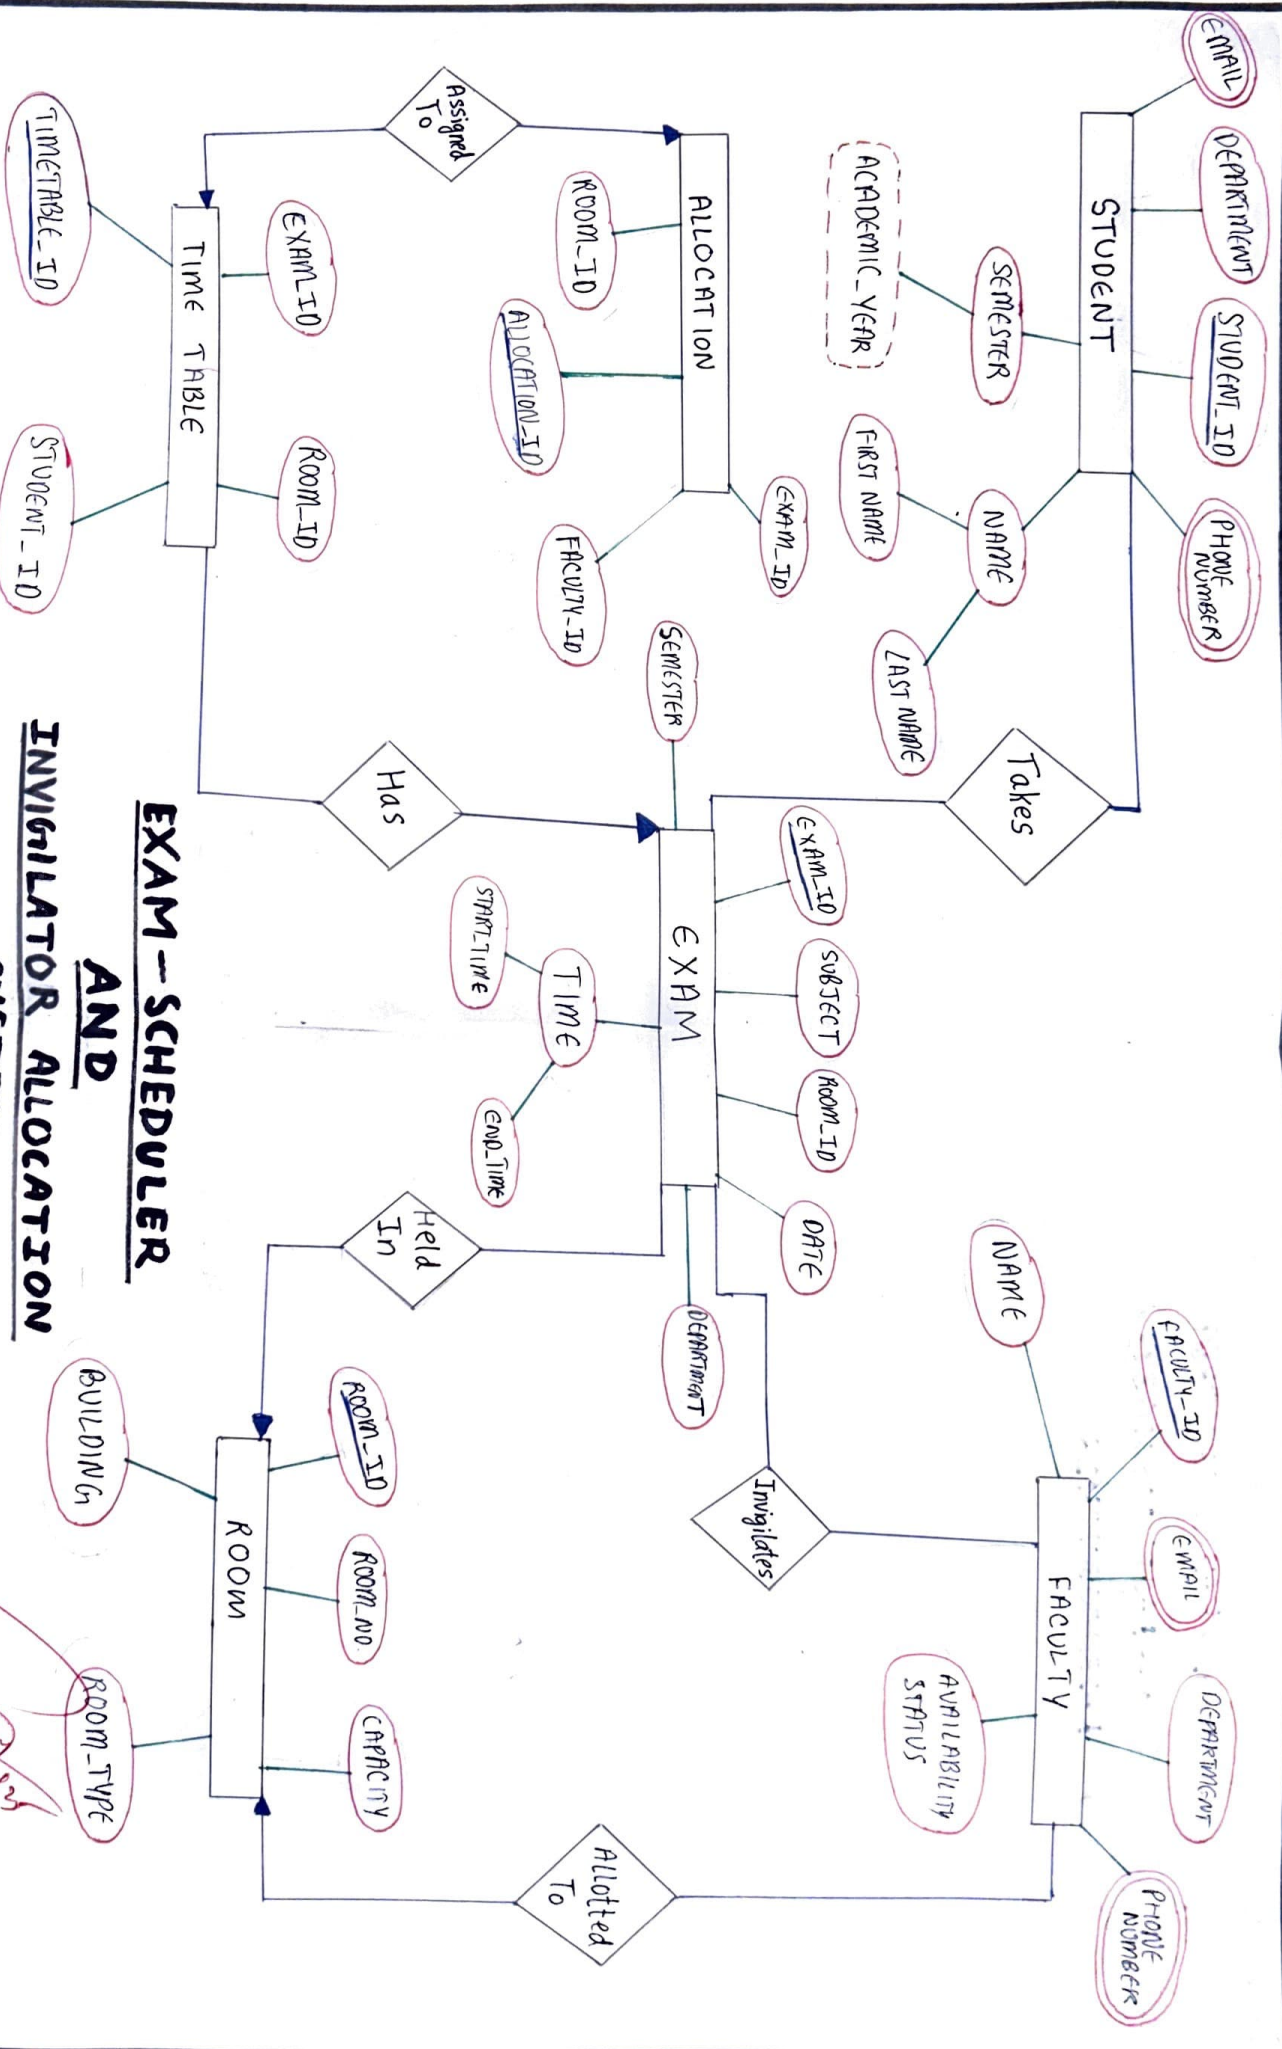 EMAIL
DEPARTMENT
STUDENT_ID
PHONE
NUMBER
STUDENT
SEMESTER
ACADEMIC_YEAR
NAME
FIRST NAME
LAST NAME
Takes
FACULTY_ID
EMAIL
DEPARTMENT
PHONE
NUMBER
NAME
FACULTY
AVAILABILITY
STATUS
Assigned
To
ALLOCATION
ROOM_ID
ALLOCATION_ID
EXAM_ID
FACULTY_ID
SEMESTER
EXAM_ID
SUBJECT
ROOM_ID
DATE
EXAM
DEPARTMENT
TIME
START_TIME
END_TIME
Invigilates
Allotted
To
EXAM_ID
ROOM_ID
TIME TABLE
TIMETABLE_ID
STUDENT_ID
Has
Held
In
ROOM_ID
ROOM_NO.
CAPACITY
ROOM
BUILDING
ROOM_TYPE
EXAM-SCHEDULER
AND
INVIGILATOR ALLOCATION